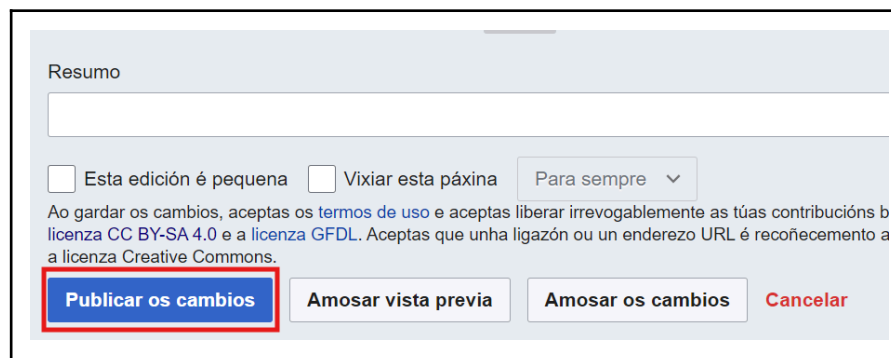 Resumo
Esta edición é pequena Vixiar esta páxina Para sempre
Ao gardar os cambios, aceptas os termos de uso e aceptas liberar irrevogablemente as túas contribucións b
licenza CC BY-SA 4.0 e a licenza GFDL. Aceptas que unha ligazón ou un enderezo URL é recoñecemento a
a licenza Creative Commons.
Publicar os cambios Amosar vista previa Amosar os cambios Cancelar